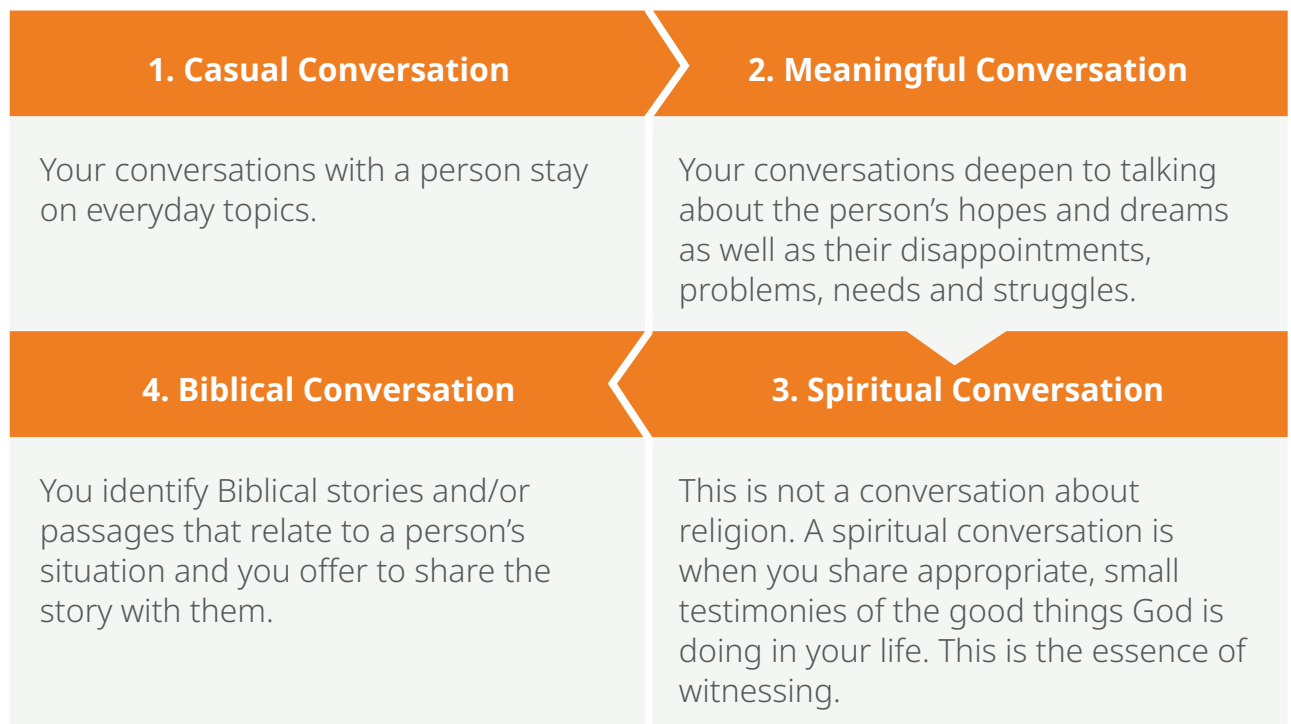 1. Casual Conversation
Your conversations with a person stay
on everyday topics.
2. Meaningful Conversation
Your conversations deepen to talking
about the person’s hopes and dreams
as well as their disappointments,
problems, needs and struggles.
3. Spiritual Conversation
This is not a conversation about
religion. A spiritual conversation is
when you share appropriate, small
testimonies of the good things God is
doing in your life. This is the essence of
witnessing.
4. Biblical Conversation
You identify Biblical stories and/or
passages that relate to a person’s
situation and you offer to share the
story with them.